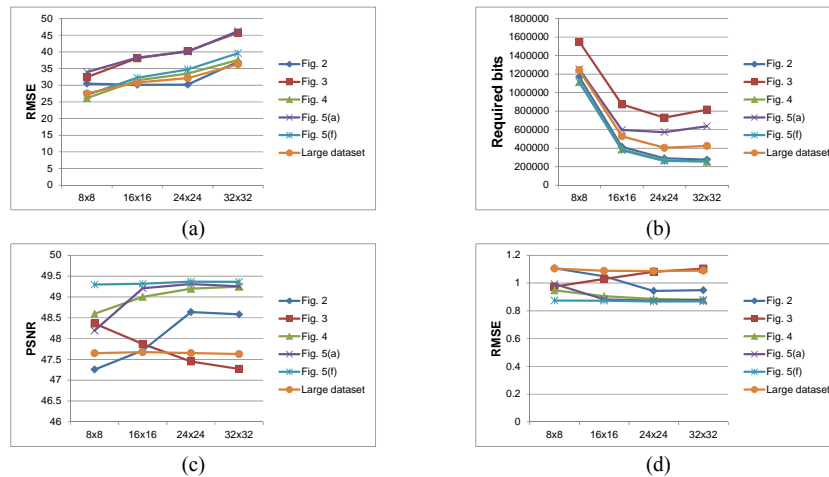 50
45
40
35
30
25
20
15
10
5
0
RMSE
8x8 16x16 24x24 32x32
Fig. 2
Fig. 3
Fig. 4
Fig. 5(a)
Fig. 5(f)
Large dataset
(a)
1800000
1600000
1400000
1200000
1000000
800000
600000
400000
200000
0
Required bits
8x8 16x16 24x24 32x32
Fig. 2
Fig. 3
Fig. 4
Fig. 5(a)
Fig. 5(f)
Large dataset
(b)
50
49.5
49
48.5
48
47.5
47
46.5
46
PSNR
8x8 16x16 24x24 32x32
Fig. 2
Fig. 3
Fig. 4
Fig. 5(a)
Fig. 5(f)
Large dataset
(c)
1.2
1
0.8
0.6
0.4
0.2
0
RMSE
8x8 16x16 24x24 32x32
Fig. 2
Fig. 3
Fig. 4
Fig. 5(a)
Fig. 5(f)
Large dataset
(d)